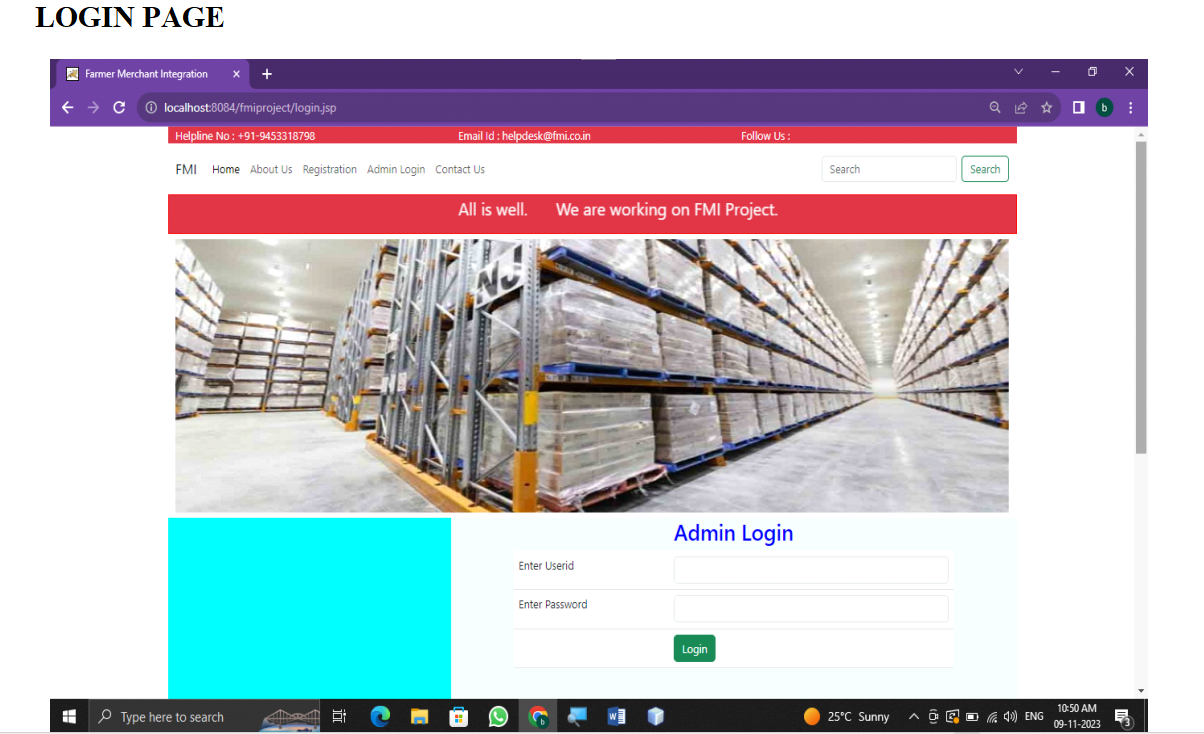 LOGIN PAGE
Farmer Merchant Integration
localhost:8084/fmiproject/login.jsp
b
Helpline No : +91-9453318798 Email Id : helpdesk@fmi.co.in Follow Us :
FMI Home About Us Registration Admin Login Contact Us Search Search
All is well. We are working on FMI Project.
NJ
Admin Login
Enter Userid
Enter Password
Login
Type here to search 25°C Sunny ENG 10:50 AM
09-11-2023 3